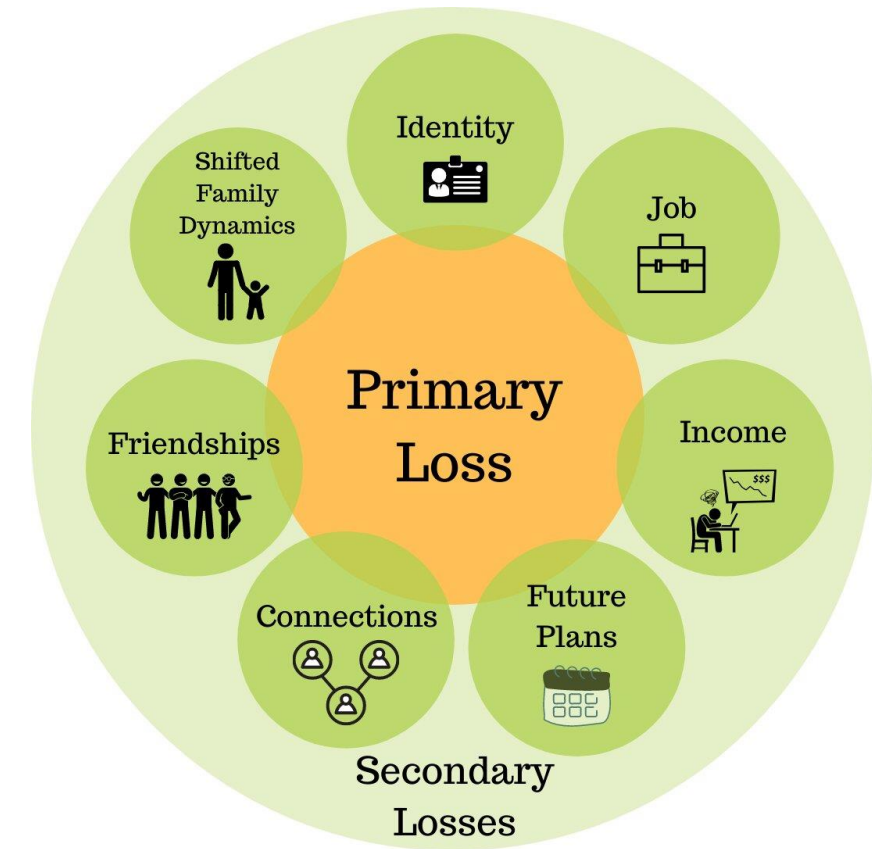 Identity
Shifted
Family
Dynamics
Job
Primary
Loss
Friendships
Income
$$$
Connections
Future
Plans
Secondary
Losses